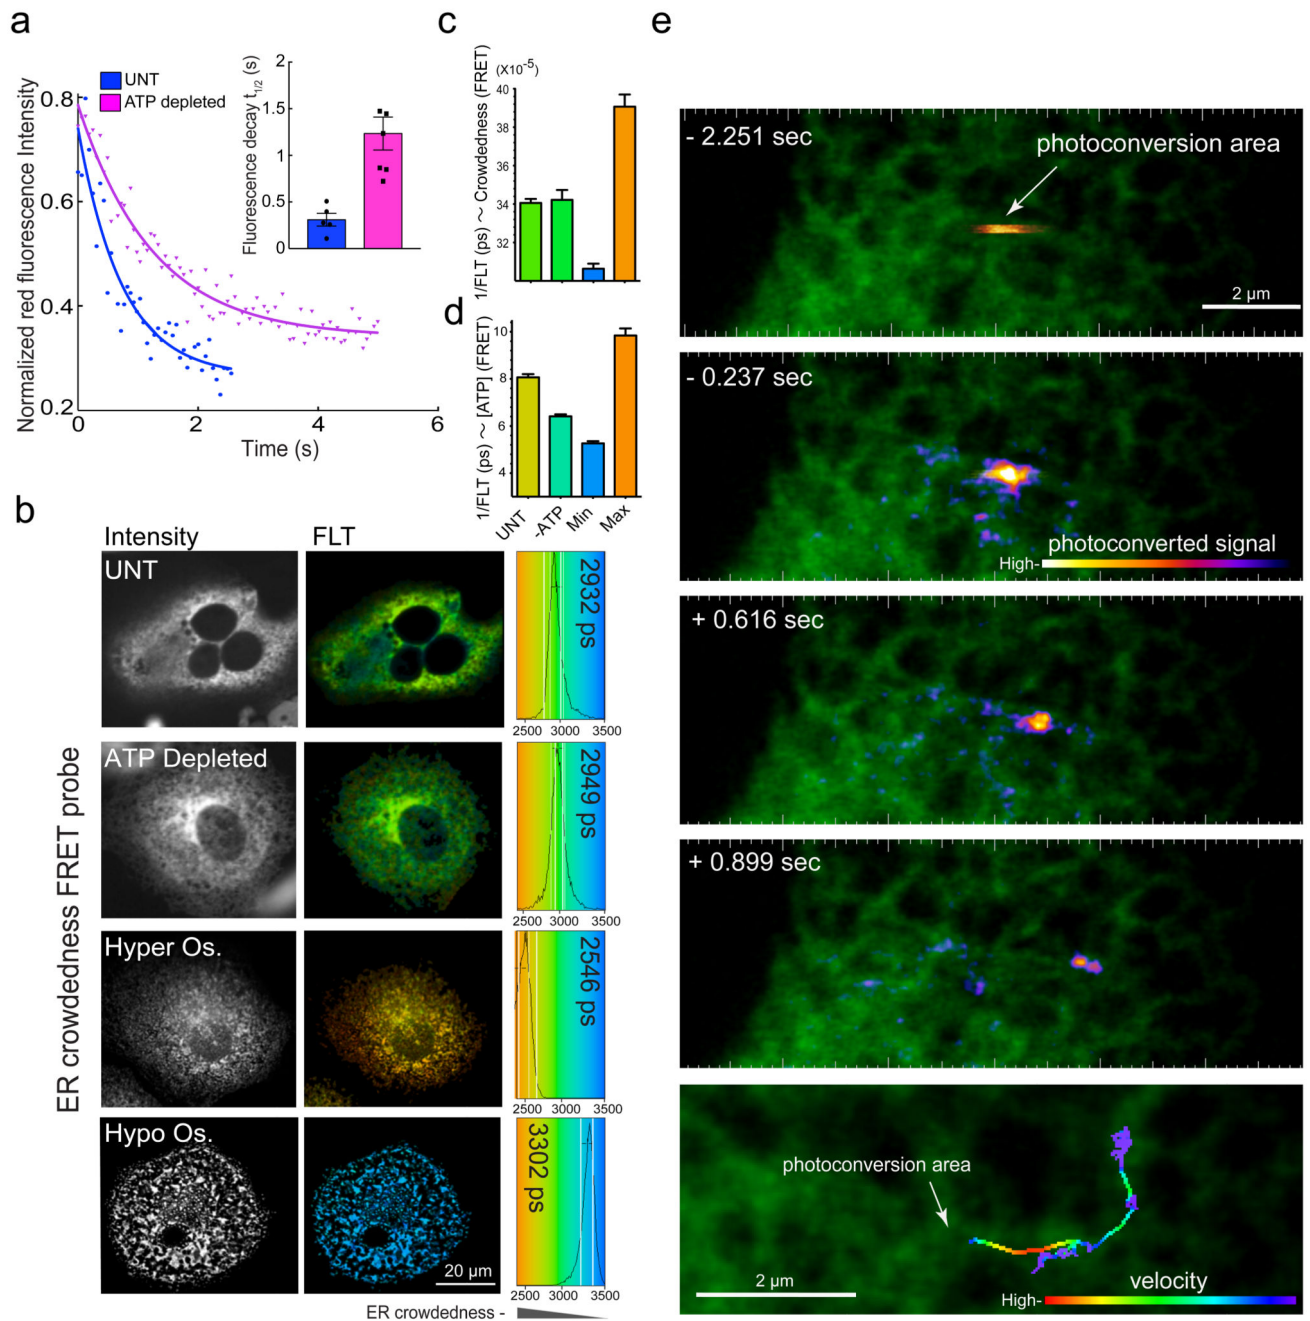 a
UNT
ATP depleted
Normalized red fluorescence Intensity
0.8
0.6
0.4
0.2
0
2
4
6
Time (s)
Fluorescence decay t1/2 (s)
2
1.5
1
0.5
0
c
1/FLT (ps) ~ Crowdedness (FRET)
(X10⁻⁵)
40
38
36
34
32
d
1/FLT (ps) ~ [ATP] (FRET)
10
8
6
4
UNT
-ATP
Min
Max
b
Intensity
FLT
ER crowdedness FRET probe
UNT
2932 ps
2500 3000 3500
ATP Depleted
2949 ps
2500 3000 3500
Hyper Os.
2546 ps
2500 3000 3500
Hypo Os.
3302 ps
20 µm
2500 3000 3500
ER crowdedness -
e
- 2.251 sec
photoconversion area
2 µm
- 0.237 sec
photoconverted signal
High-
+ 0.616 sec
+ 0.899 sec
photoconversion area
2 µm
velocity
High-